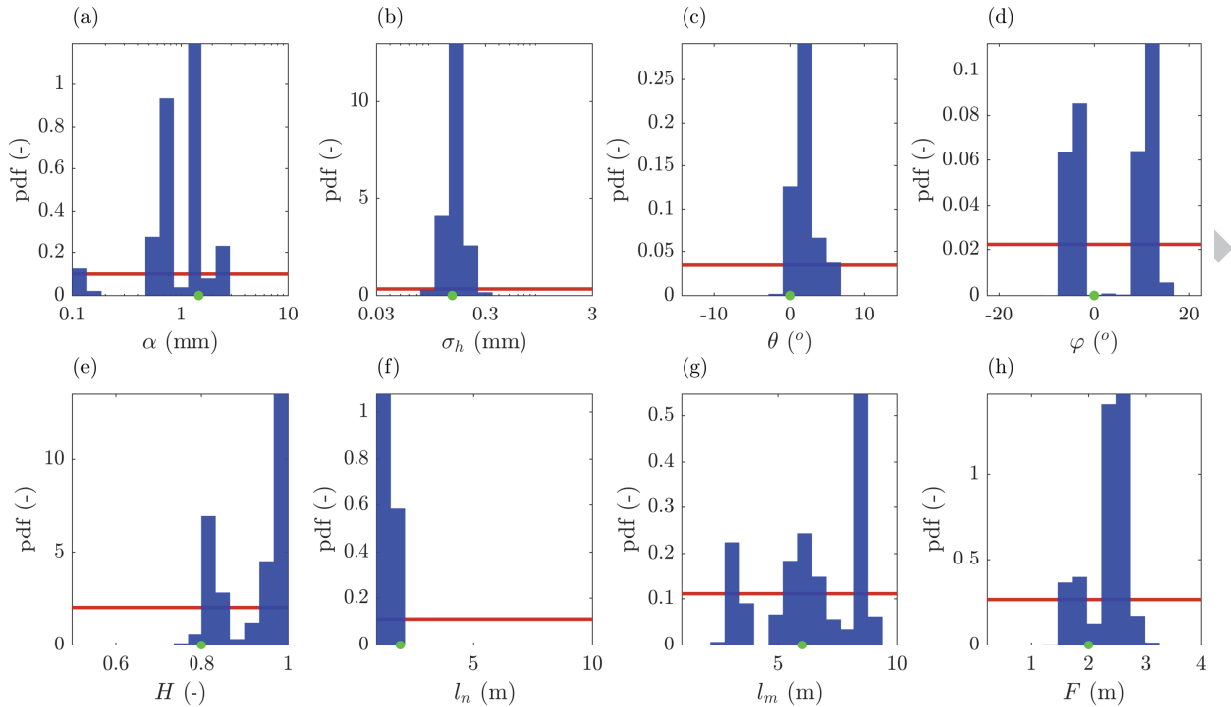 (a)
pdf (-)
1
0.8
0.6
0.4
0.2
0
0.1
1
10
α (mm)
(b)
pdf (-)
10
5
0
0.03
0.3
3
σ_h (mm)
(c)
pdf (-)
0.25
0.2
0.15
0.1
0.05
0
-10
0
10
θ (°)
(d)
pdf (-)
0.1
0.08
0.06
0.04
0.02
0
-20
0
20
φ (°)
(e)
pdf (-)
10
5
0
0.6
0.8
1
H (-)
(f)
pdf (-)
1
0.8
0.6
0.4
0.2
0
5
10
l_n (m)
(g)
pdf (-)
0.5
0.4
0.3
0.2
0.1
0
5
10
l_m (m)
(h)
pdf (-)
1
0.5
0
1
2
3
4
F (m)